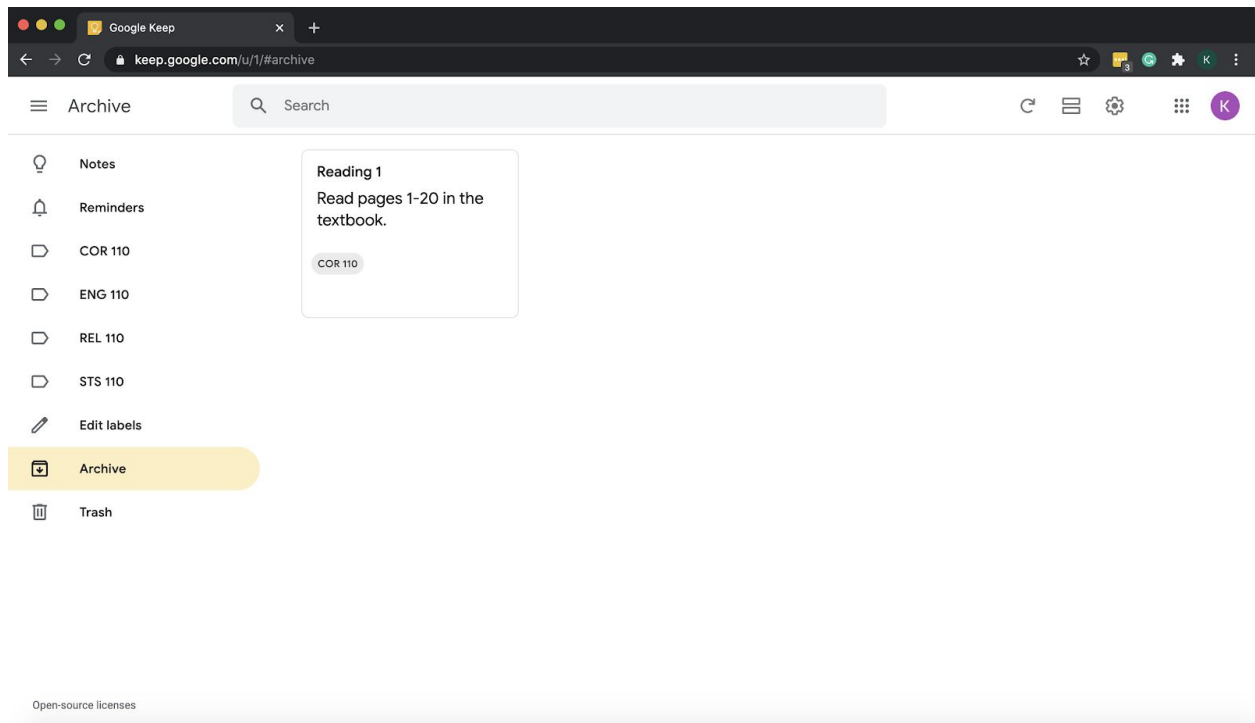 Google Keep
keep.google.com/u/1/#archive
3
G
K
Archive
Search
K
Notes
Reminders
COR 110
ENG 110
REL 110
STS 110
Edit labels
Archive
Trash
Reading 1
Read pages 1-20 in the
textbook.
COR 110
Open-source licenses